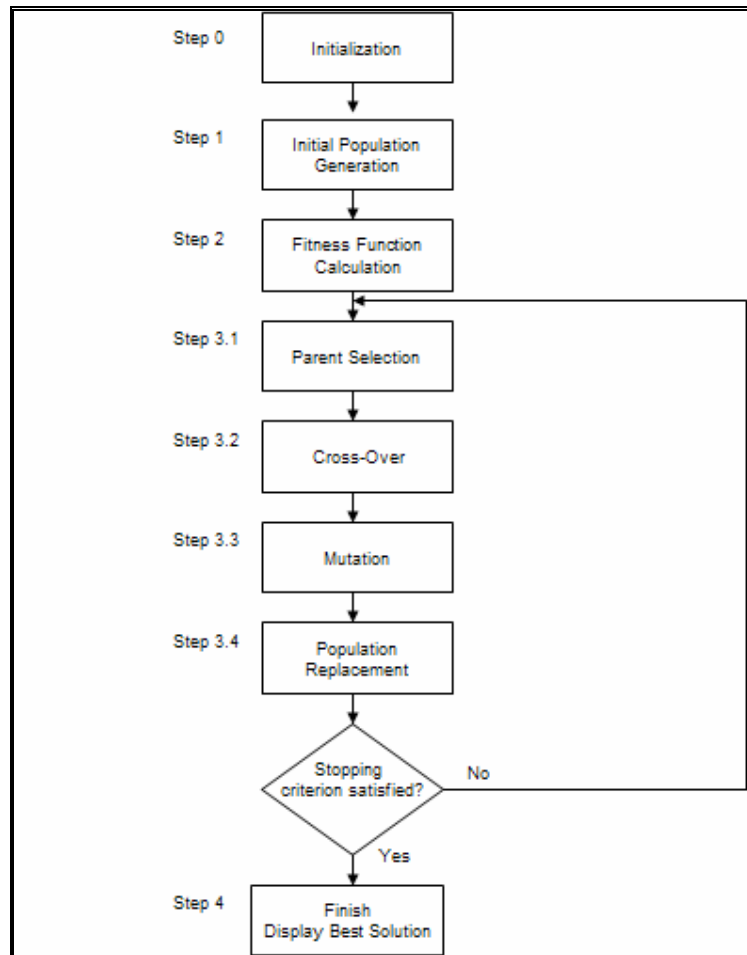 Step 0
Initialization
Step 1
Initial Population
Generation
Step 2
Fitness Function
Calculation
Step 3.1
Parent Selection
Step 3.2
Cross-Over
Step 3.3
Mutation
Step 3.4
Population
Replacement
Stopping
criterion satisfied?
No
Yes
Step 4
Finish
Display Best Solution